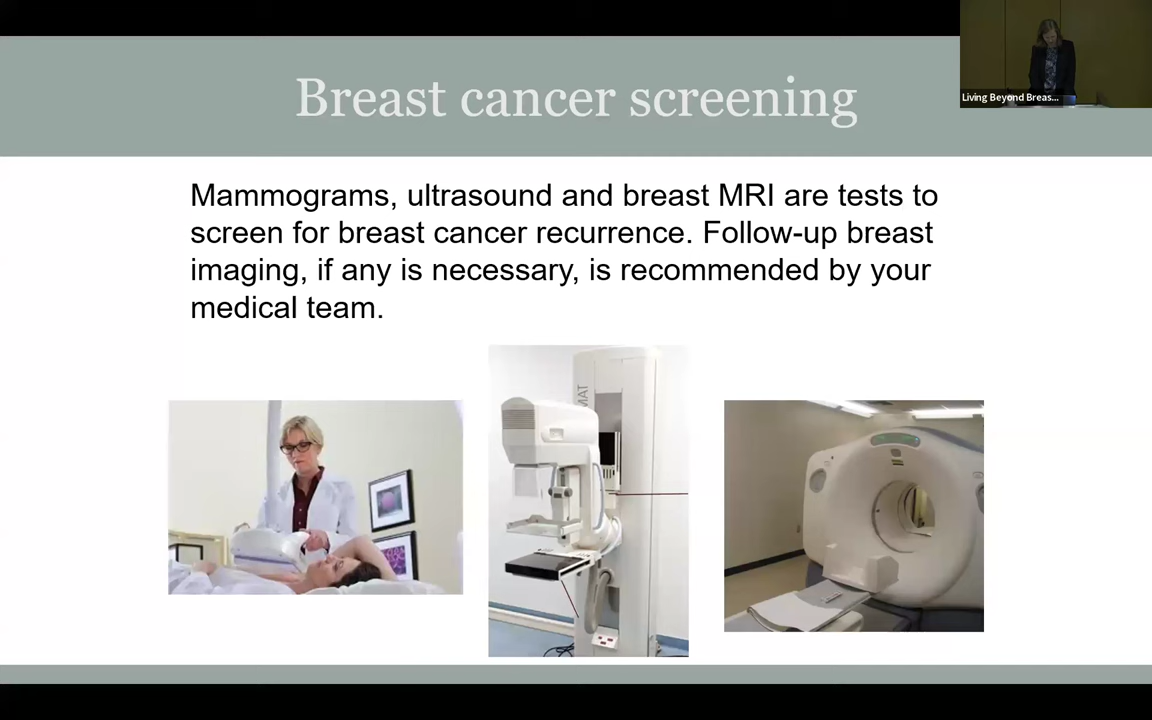 Breast cancer screening
Living Beyond Breas...
Mammograms, ultrasound and breast MRI are tests to
screen for breast cancer recurrence. Follow-up breast
imaging, if any is necessary, is recommended by your
medical team.
MAT